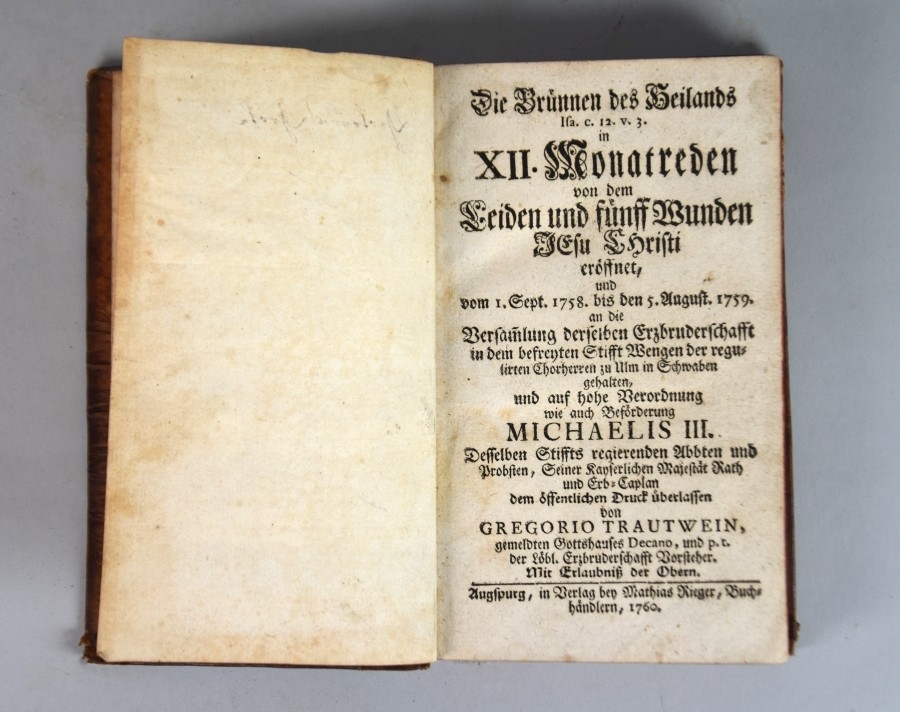 Die Brünnen des Heilands
Isa. c. 12. v. 3.
in
XII. Monatreden
von dem
Leiden und fünff Wunden
JEsu CHristi
eröffnet,
und
vom 1. Sept. 1758. bis den 5. August. 1759.
an die
Versam̃lung derselben Erzbruderschafft
in dem befreyten Stifft Wengen der regu-
lirten Chorherren zu Ulm in Schwaben
gehalten,
und auf hohe Verordnung
wie auch Beförderung
MICHAELIS III.
Desselben Stiffts regierenden Abbten und
Probsten, Seiner Kayserlichen Majestät Rath
und Erb-Caplan
dem öffentlichen Druck überlassen
von
GREGORIO TRAUTWEIN,
gemeldten Gottshauses Decano, und p. t.
der Löbl. Erzbruderschafft Vorsteher.
Mit Erlaubniß der Obern.
Augspurg, in Verlag bey Mathias Rieger, Buch-
händlern, 1760.